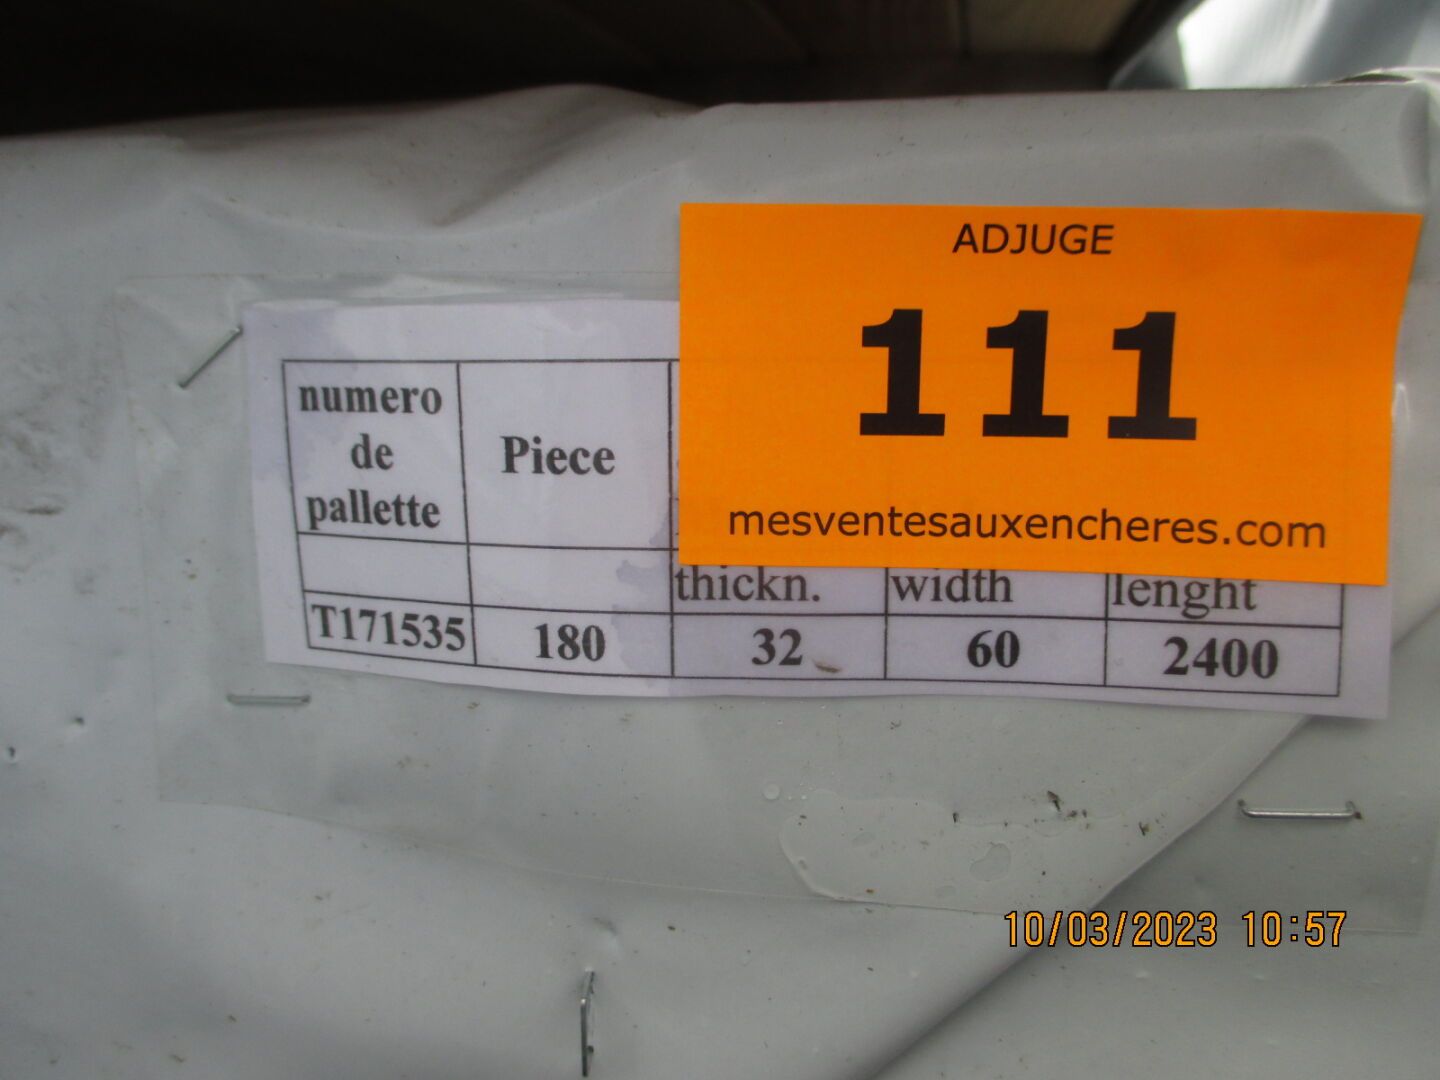 ADJUGE
111
mesventesauxencheres.com
numero
de
pallette
Piece
thickn. width lenght
T171535 180 32 60 2400
10/03/2023 10:57